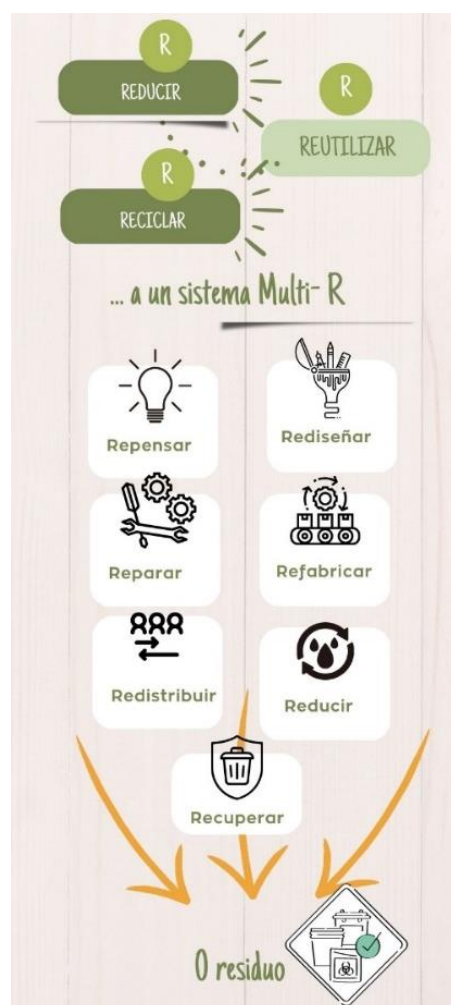 R
REDUCIR
R
REUTILIZAR
R
RECICLAR
... a un sistema Multi- R
Repensar
Rediseñar
Reparar
Refabricar
Redistribuir
Reducir
Recuperar
0 residuo